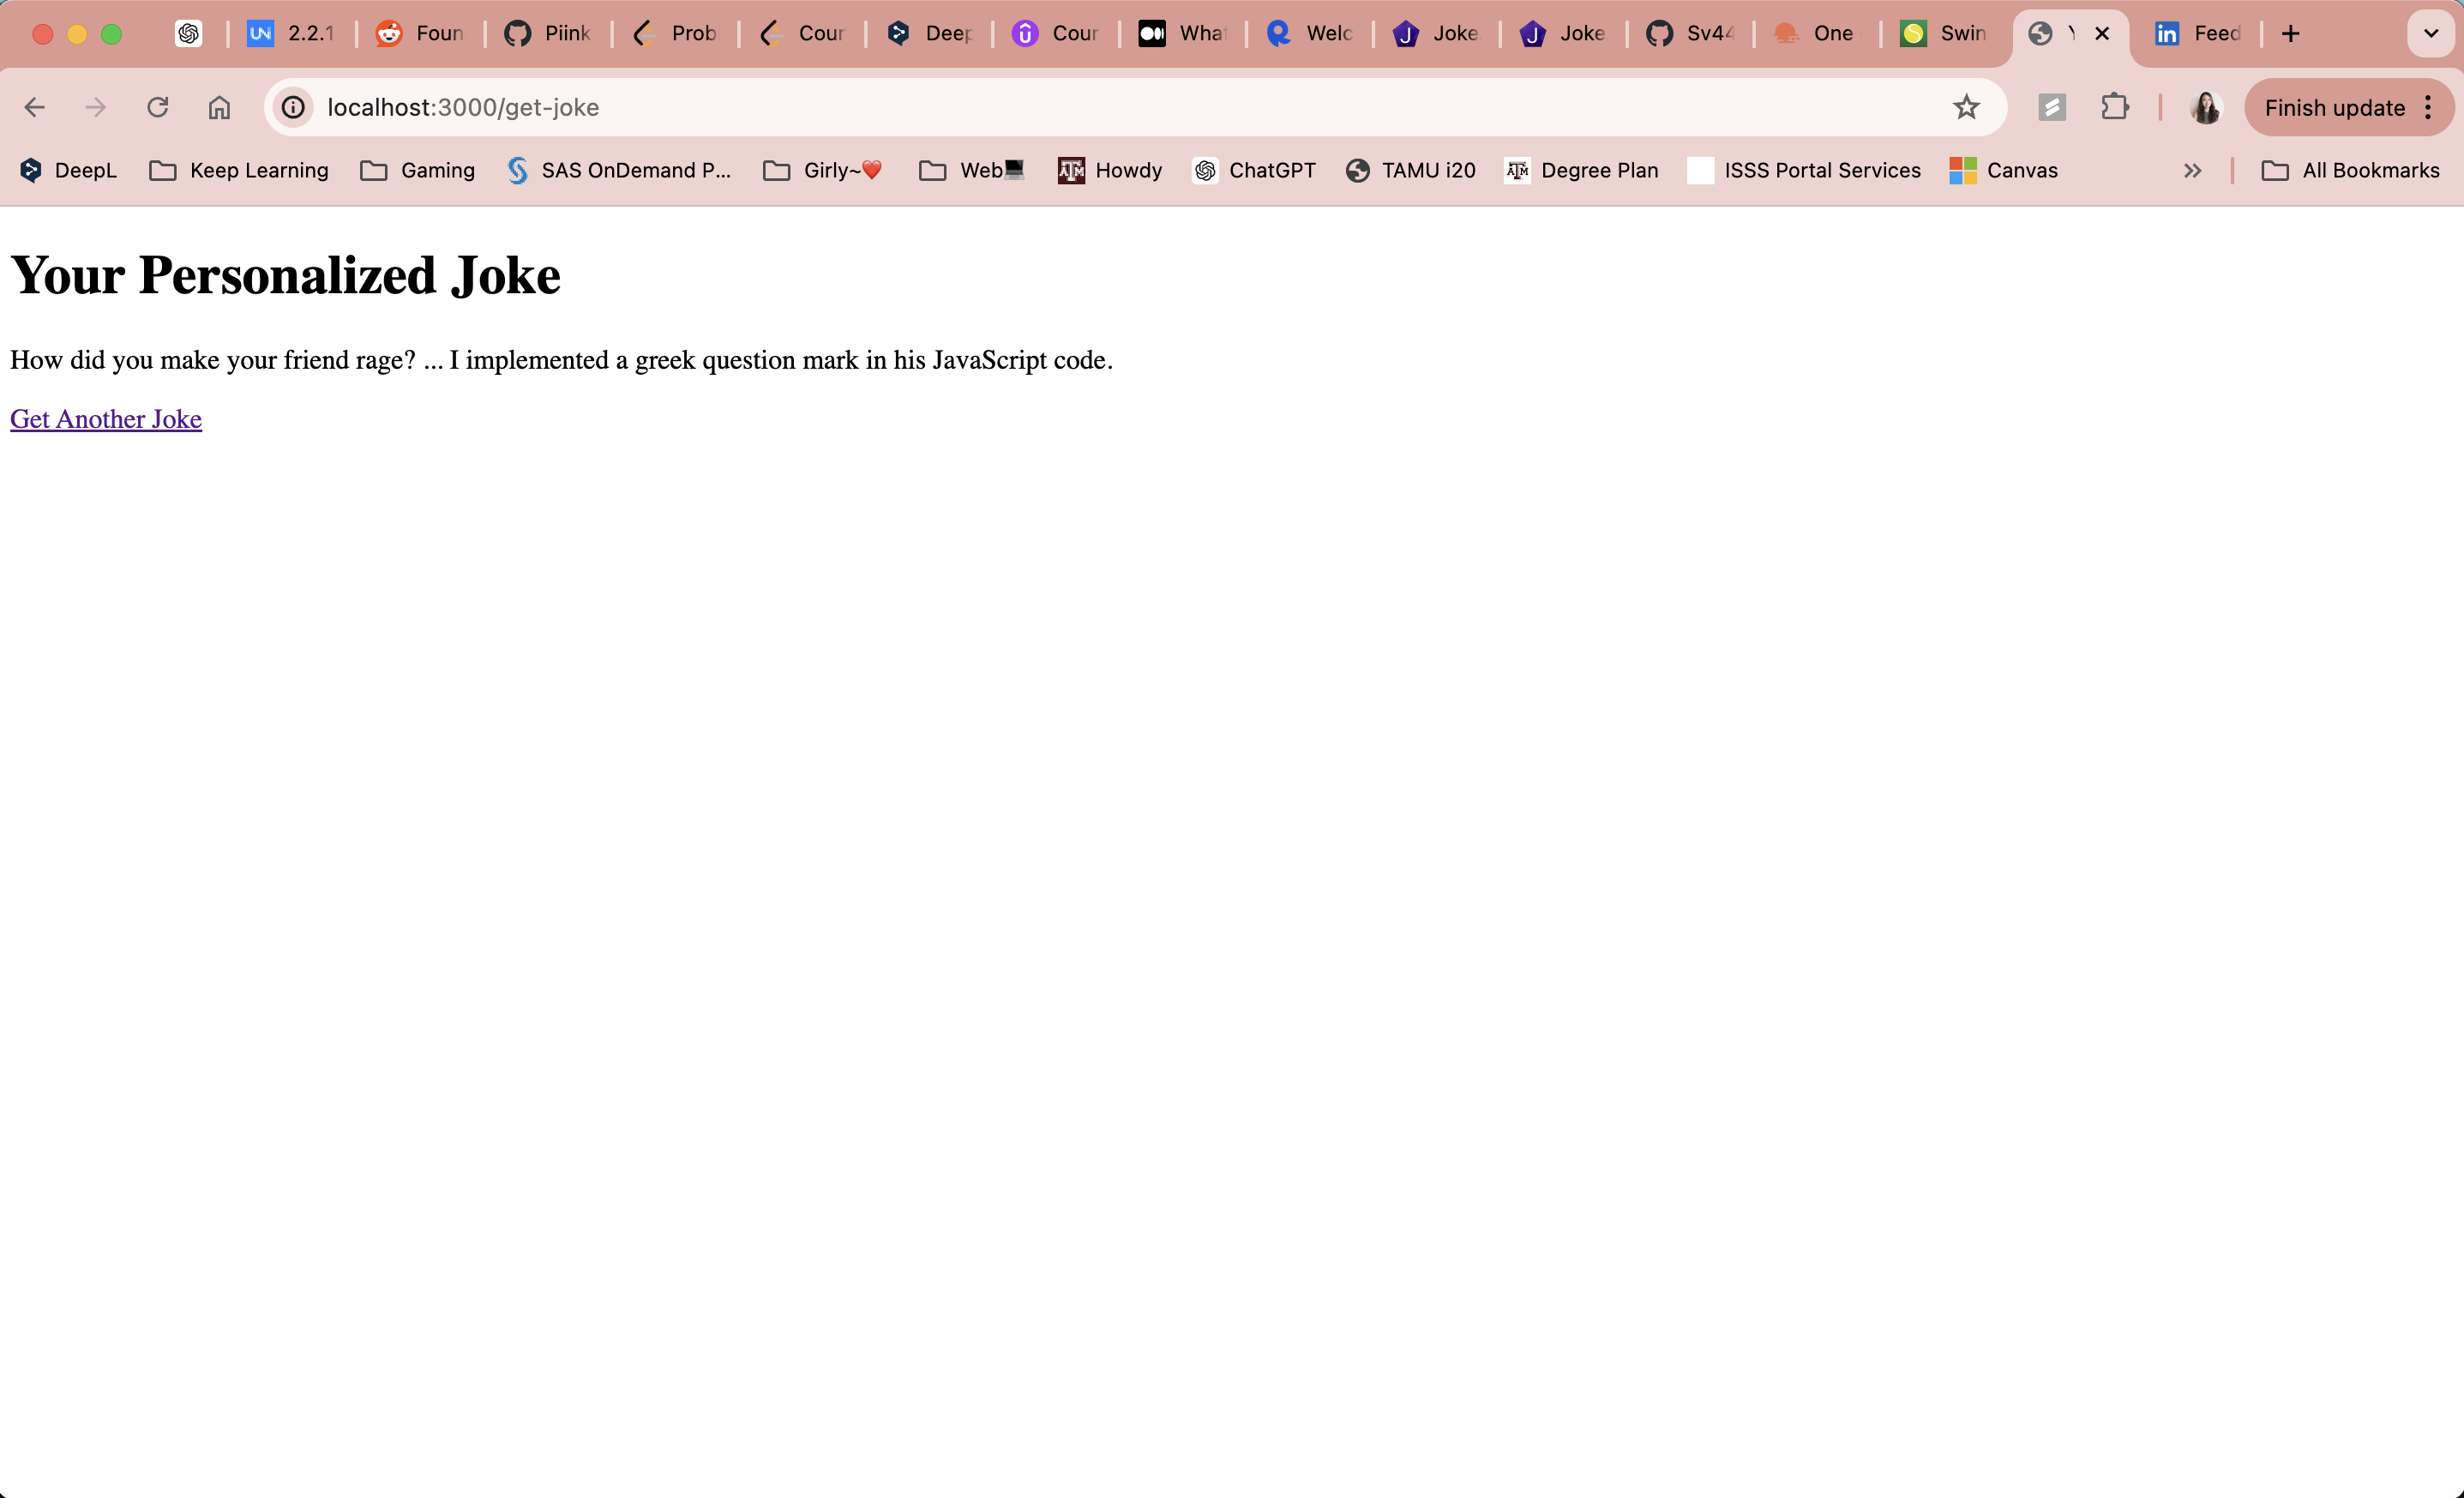 2.2.1 Foun Piink Prob Cour Deep Cour What Welc Joke Joke Sv44 One Swin Feed
localhost:3000/get-joke Finish update
DeepL Keep Learning Gaming SAS OnDemand P... Girly~❤️ Web💻 Howdy ChatGPT TAMU i20 Degree Plan ISSS Portal Services Canvas All Bookmarks
Your Personalized Joke
How did you make your friend rage? ... I implemented a greek question mark in his JavaScript code.
Get Another Joke